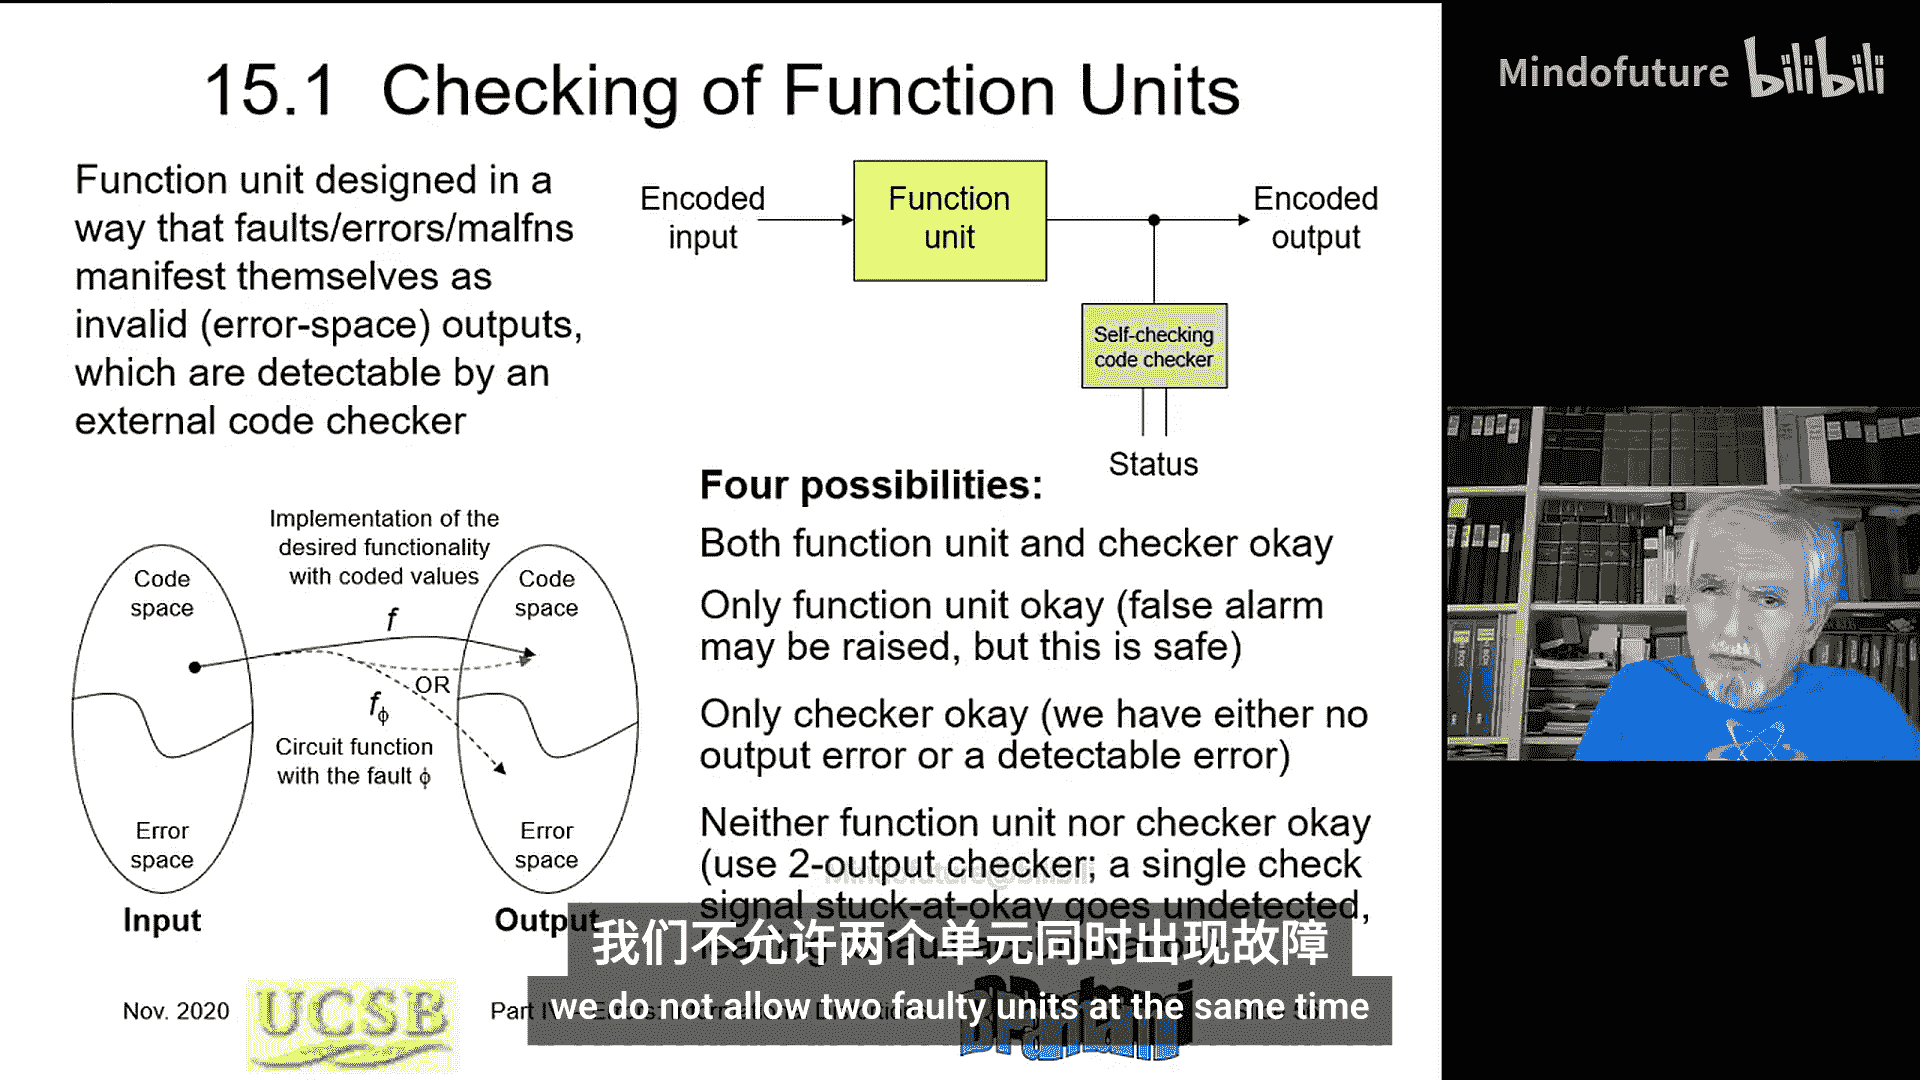 15.1 Checking of Function Units
Mindofuture bilibili
Function unit designed in a
way that faults/errors/malfns
manifest themselves as
invalid (error-space) outputs,
which are detectable by an
external code checker
Encoded
input
Function
unit
Encoded
output
Self-checking
code checker
Status
Implementation of the
desired functionality
with coded values
Code
space
Code
space
f
OR
fϕ
Circuit function
with the fault ϕ
Error
space
Error
space
Input
Output
Four possibilities:
Both function unit and checker okay
Only function unit okay (false alarm
may be raised, but this is safe)
Only checker okay (we have either no
output error or a detectable error)
Neither function unit nor checker okay
(use 2-output checker; a single check
signal stuck-at-okay goes undetected,
Mindofuture@bilibili
我们不允许两个单元同时出现故障
we do not allow two faulty units at the same time
Nov. 2020
UCSB
Part